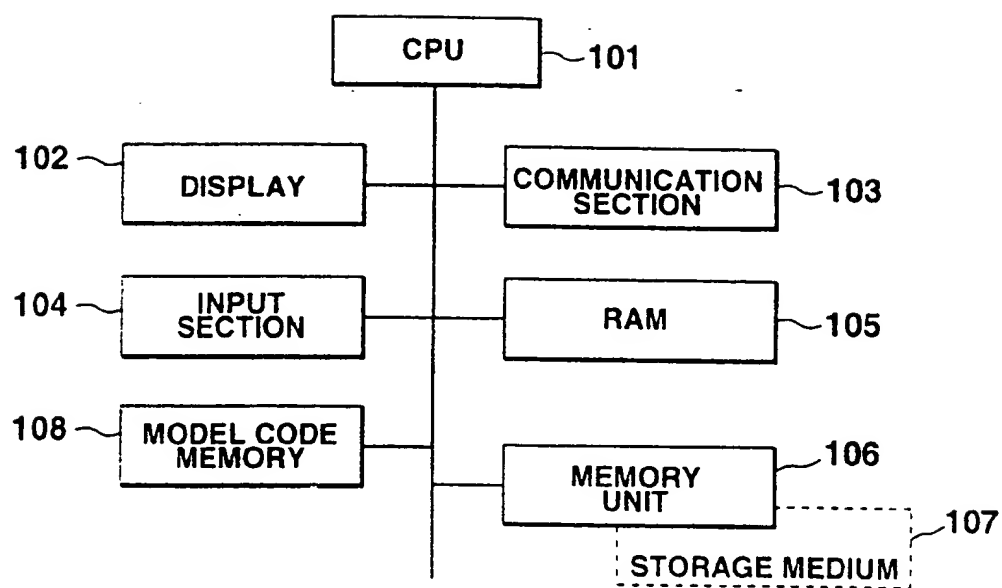 CPU
101
102
DISPLAY
COMMUNICATION
SECTION
103
104
INPUT
SECTION
RAM
105
108
MODEL CODE
MEMORY
MEMORY
UNIT
106
107
STORAGE MEDIUM